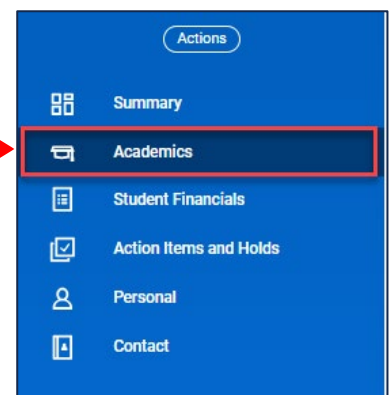 Actions
Summary
Academics
Student Financials
Action Items and Holds
Personal
Contact